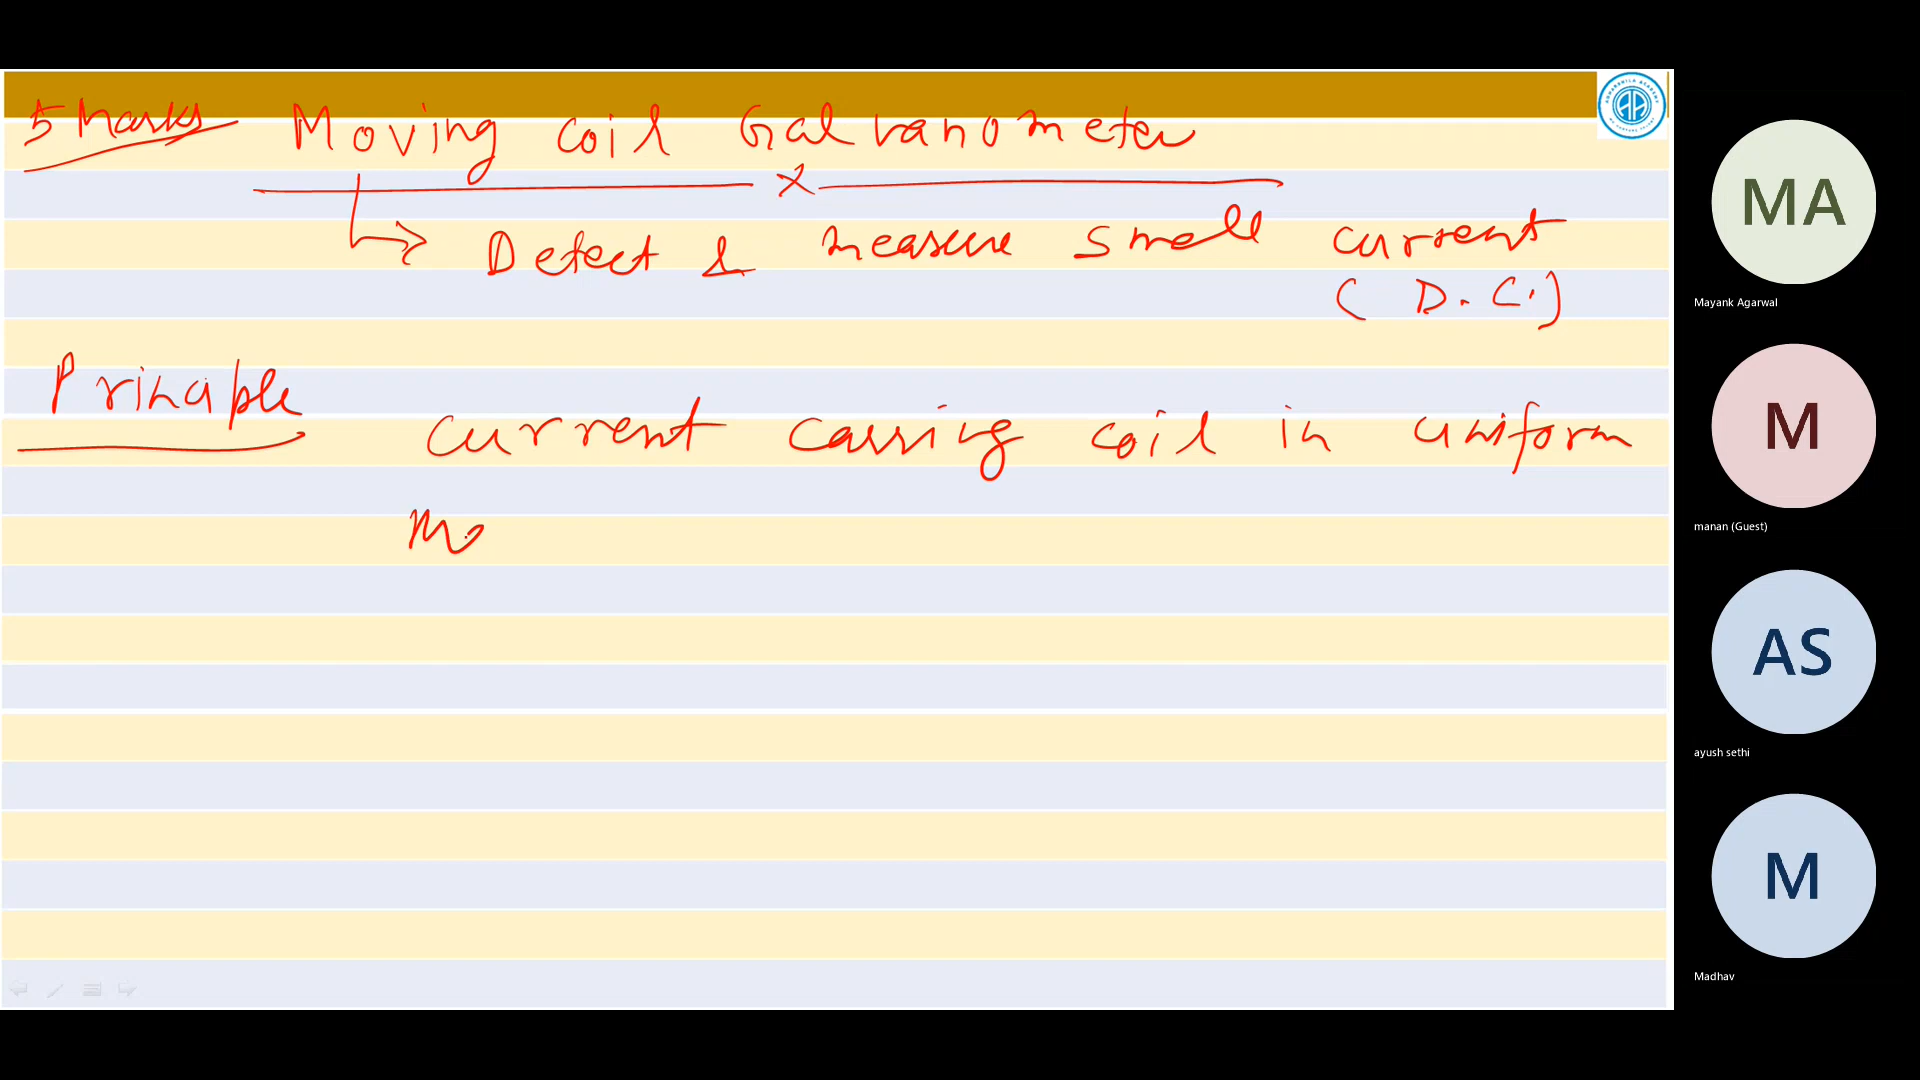 5 Marks Moving coil Galvanometer
Detect & measure small current
(D.C.)
Principle
current carring coil in uniform
MA
Mayank Agarwal
M
manan (Guest)
AS
ayush sethi
M
Madhav